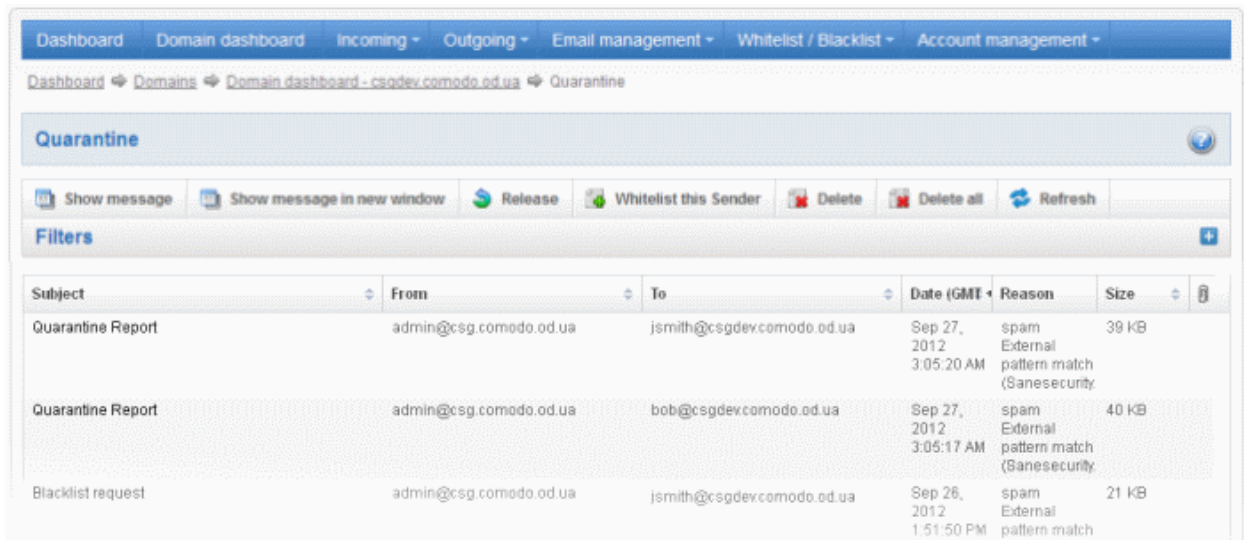 Dashboard Domain dashboard Incoming Outgoing Email management Whitelist / Blacklist Account management
Dashboard Domains Domain dashboard - csgdev.comodo.od.ua Quarantine
Quarantine
Show message Show message in new window Release Whitelist this Sender Delete Delete all Refresh
Filters
Subject From To Date (GMT Reason Size
Quarantine Report admin@csg.comodo.od.ua jsmith@csgdev.comodo.od.ua Sep 27, spam 39 KB
2012 External
3:05:20 AM pattern match
(Sanesecurity.
Quarantine Report admin@csg.comodo.od.ua bob@csgdev.comodo.od.ua Sep 27, spam 40 KB
2012 External
3:05:17 AM pattern match
(Sanesecurity.
Blacklist request admin@csg.comodo.od.ua jsmith@csgdev.comodo.od.ua Sep 26, spam 21 KB
2012 External
1:51:50 PM pattern match